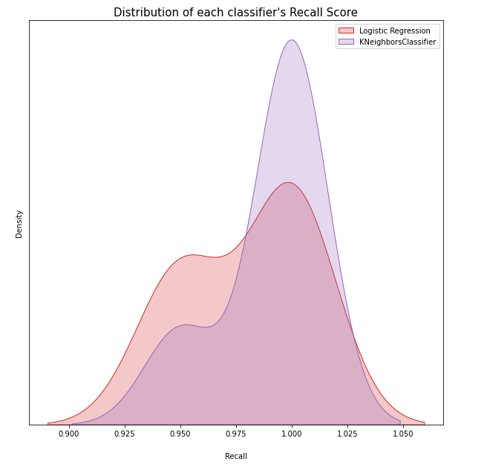 Distribution of each classifier's Recall Score
Logistic Regression
KNeighborsClassifier
Density
0.900 0.925 0.950 0.975 1.000 1.025 1.050
Recall